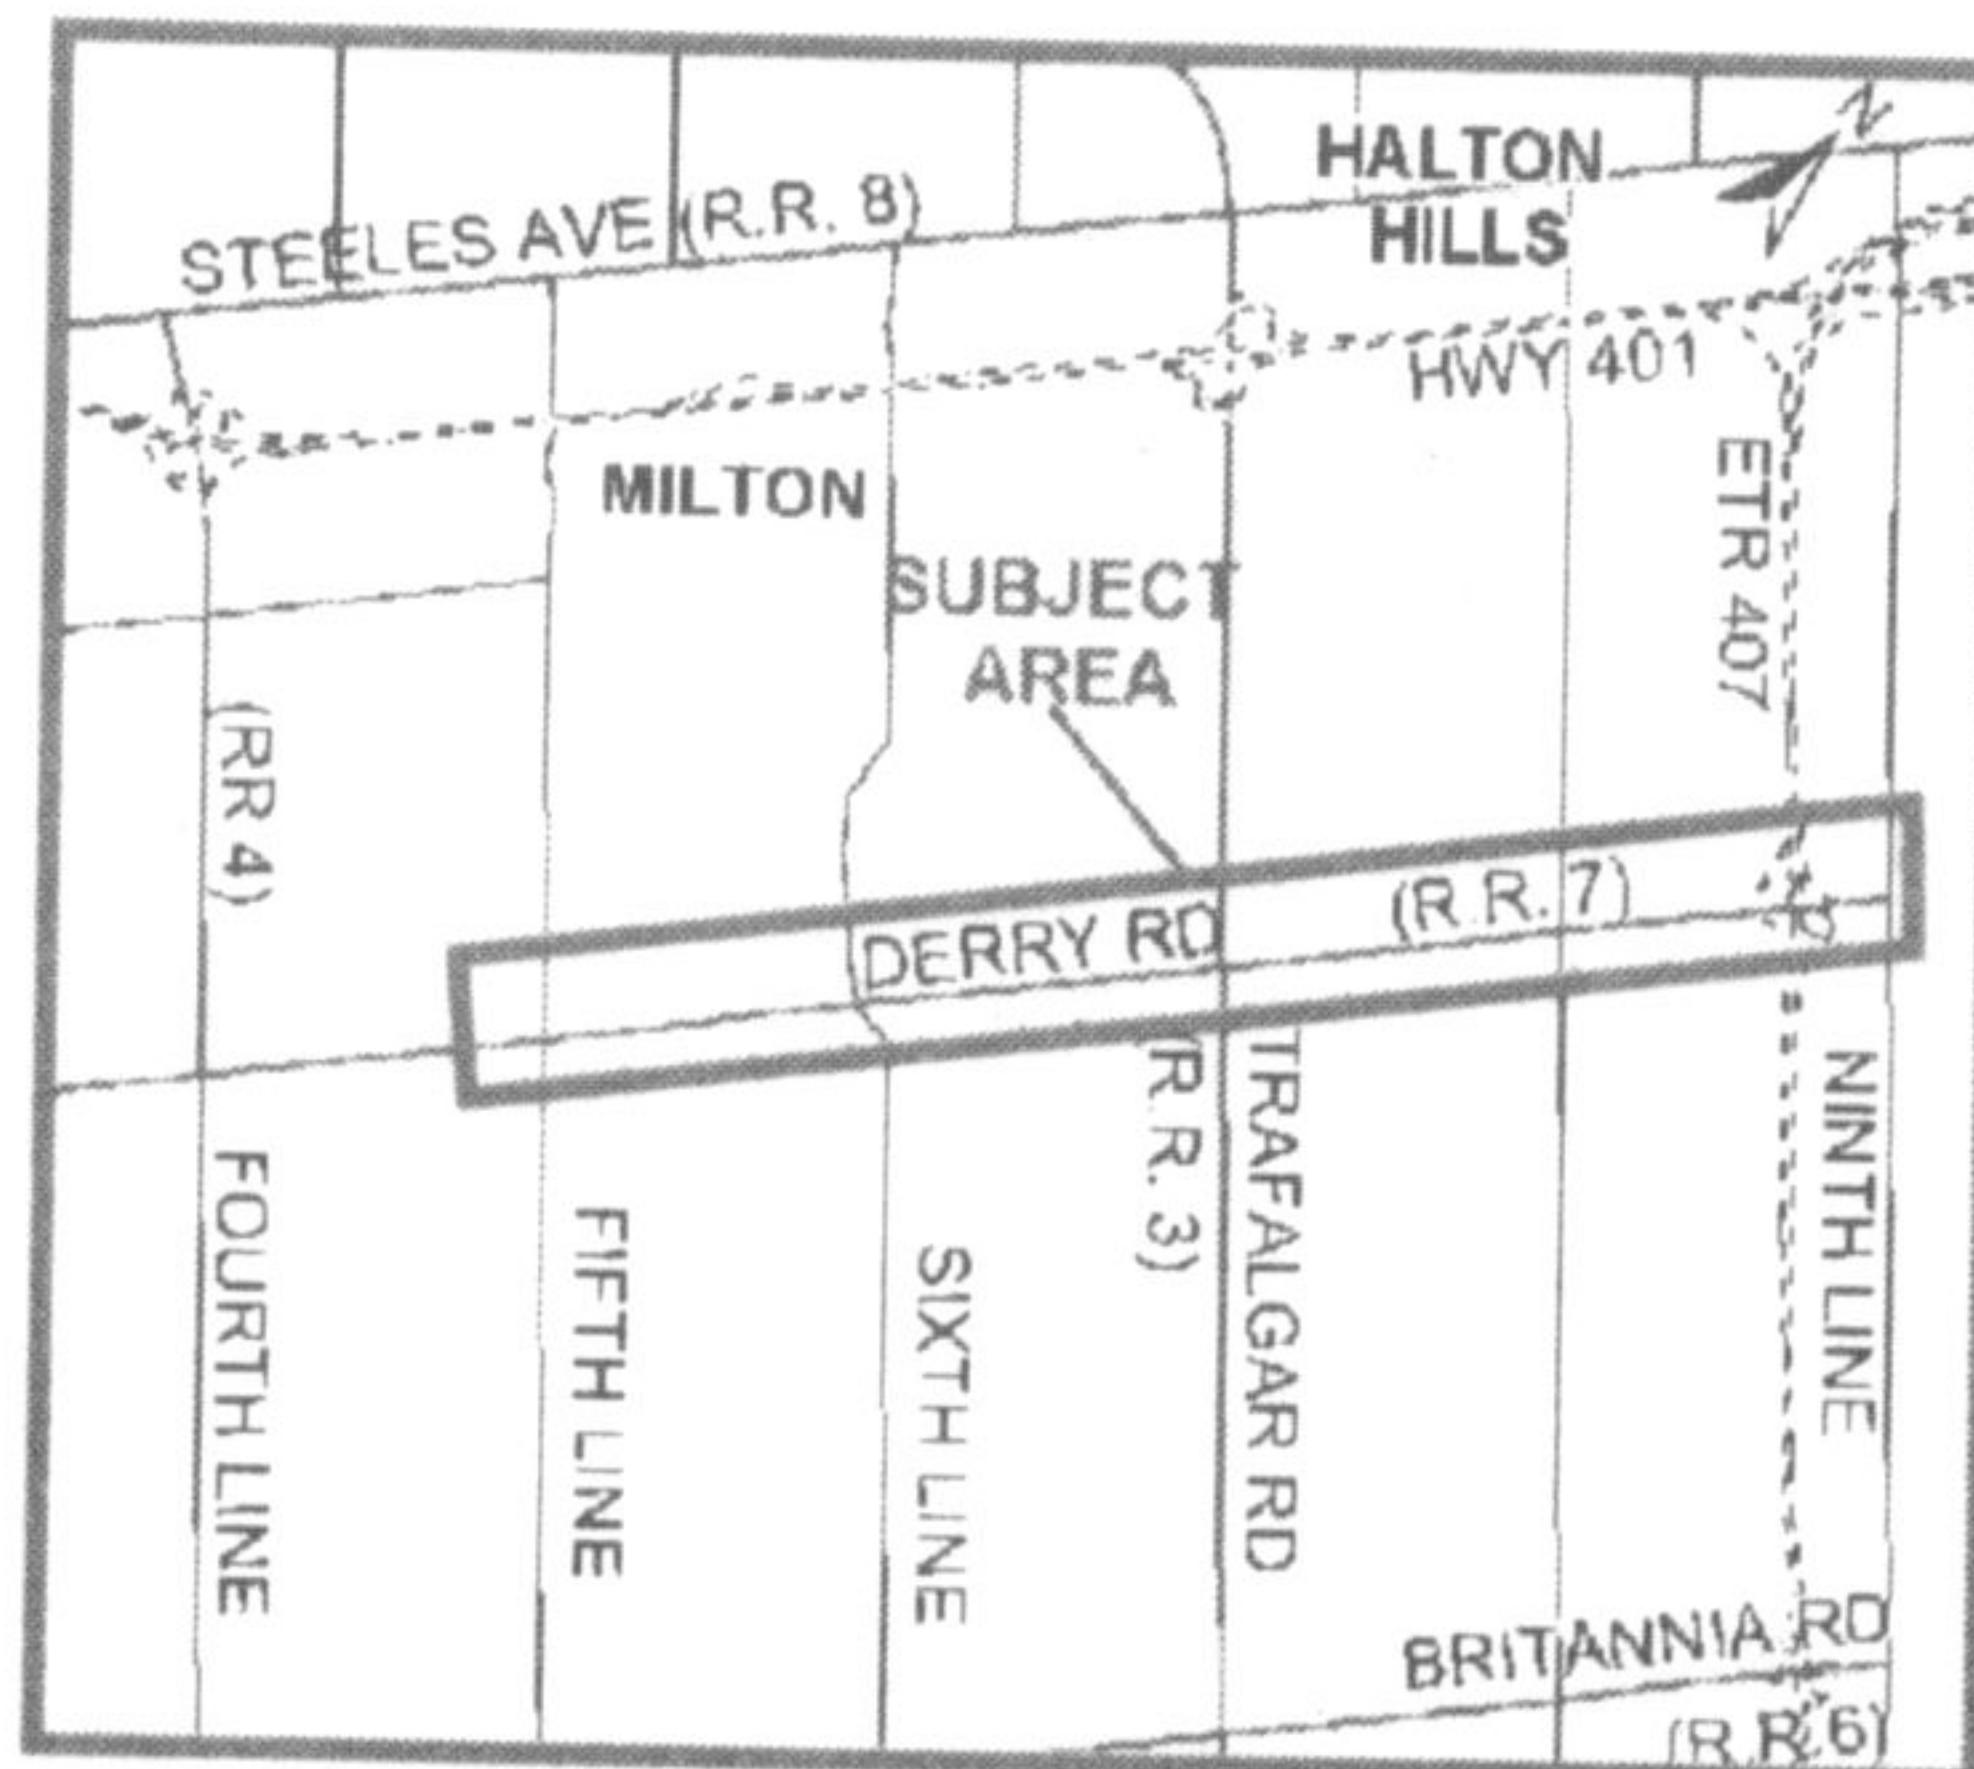 N
HALTON
HILLS
STEELES AVE (R.R. 8)
HWY 401
MILTON
ETR 407
SUBJECT
AREA
(RR 4)
(R.R. 7)
DERRY RD
(R.R. 3)
TRAFALGAR RD
NINTH LINE
FOURTH LINE
FIFTH LINE
SIXTH LINE
BRITANNIA RD
(R.R. 6)